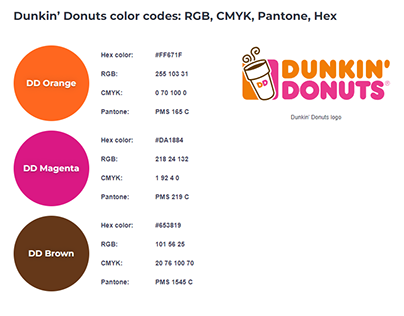 Dunkin’ Donuts color codes: RGB, CMYK, Pantone, Hex
DD Orange
Hex color: #FF671F
RGB: 255 103 31
CMYK: 0 70 100 0
Pantone: PMS 165 C
DD Magenta
Hex color: #DA1884
RGB: 218 24 132
CMYK: 1 92 4 0
Pantone: PMS 219 C
DD Brown
Hex color: #653819
RGB: 101 56 25
CMYK: 20 76 100 70
Pantone: PMS 1545 C
DD
DUNKIN'
DONUTS®
Dunkin' Donuts logo